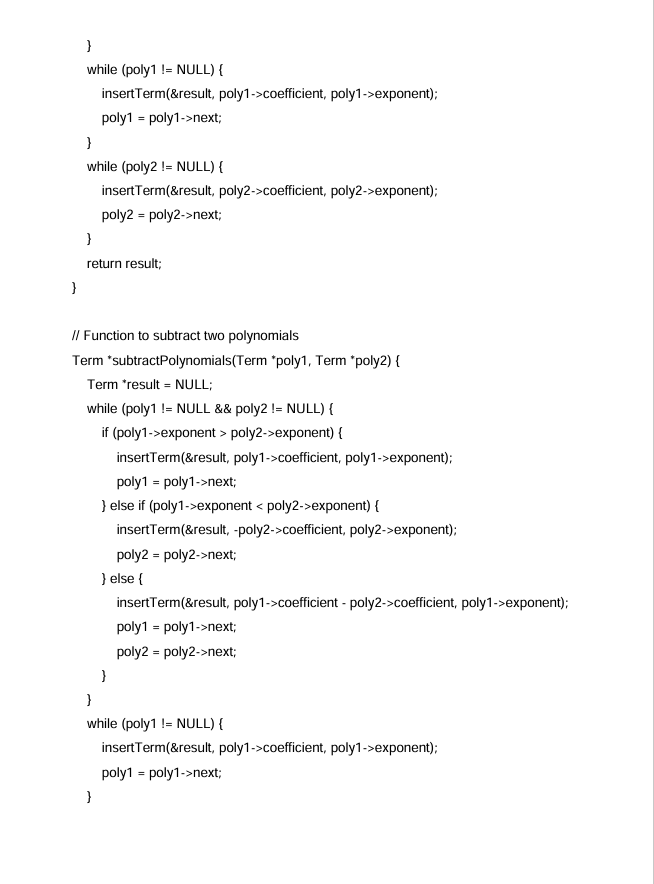 }
while (poly1 != NULL) {
insertTerm(&result, poly1->coefficient, poly1->exponent);
poly1 = poly1->next;
}
while (poly2 != NULL) {
insertTerm(&result, poly2->coefficient, poly2->exponent);
poly2 = poly2->next;
}
return result;
}
// Function to subtract two polynomials
Term *subtractPolynomials(Term *poly1, Term *poly2) {
Term *result = NULL;
while (poly1 != NULL && poly2 != NULL) {
if (poly1->exponent > poly2->exponent) {
insertTerm(&result, poly1->coefficient, poly1->exponent);
poly1 = poly1->next;
} else if (poly1->exponent < poly2->exponent) {
insertTerm(&result, -poly2->coefficient, poly2->exponent);
poly2 = poly2->next;
} else {
insertTerm(&result, poly1->coefficient - poly2->coefficient, poly1->exponent);
poly1 = poly1->next;
poly2 = poly2->next;
}
}
while (poly1 != NULL) {
insertTerm(&result, poly1->coefficient, poly1->exponent);
poly1 = poly1->next;
}